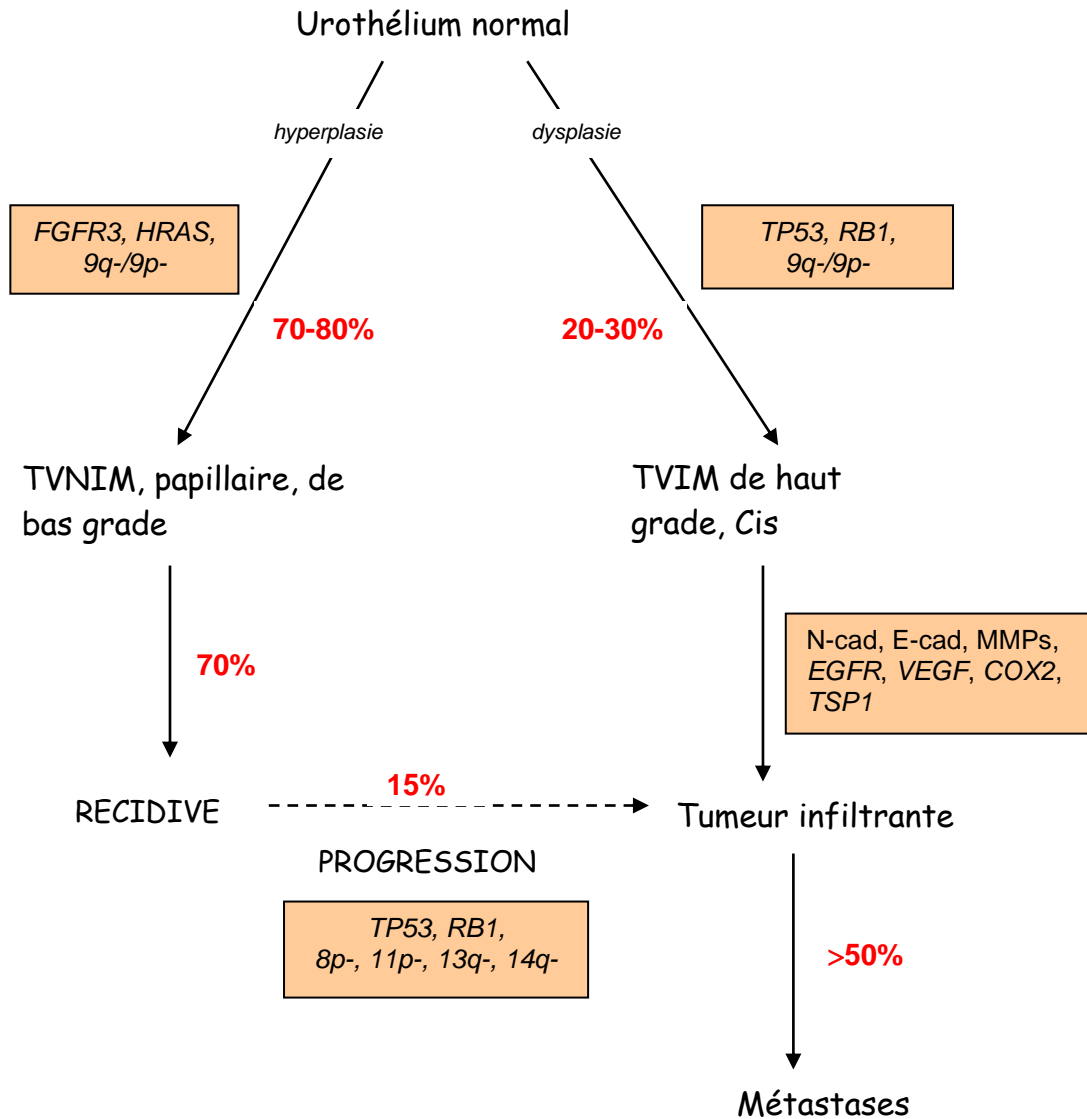 Urothélium normal
hyperplasie
dysplasie
FGFR3, HRAS,
9q-/9p-
TP53, RB1,
9q-/9p-
70-80%
20-30%
TVNIM, papillaire, de
bas grade
TVIM de haut
grade, Cis
70%
N-cad, E-cad, MMPs,
EGFR, VEGF, COX2,
TSP1
15%
RECIDIVE
Tumeur infiltrante
PROGRESSION
TP53, RB1,
8p-, 11p-, 13q-, 14q-
>50%
Métastases